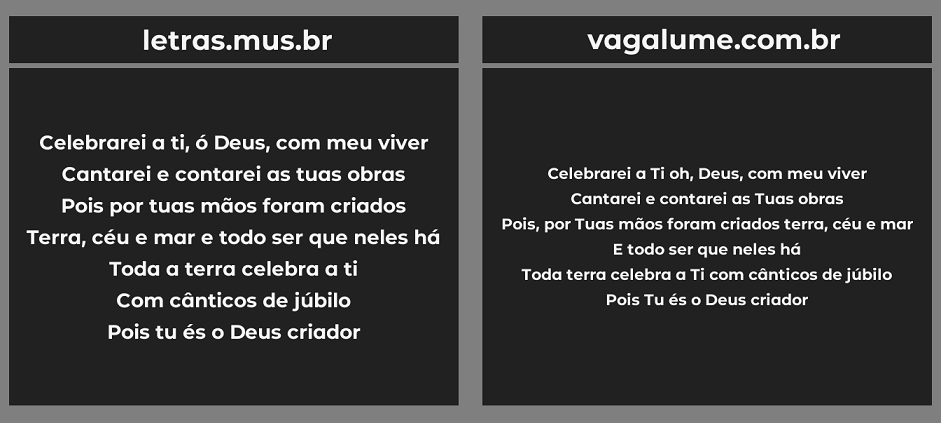 letras.mus.br
Celebrarei a ti, ó Deus, com meu viver
Cantarei e contarei as tuas obras
Pois por tuas mãos foram criados
Terra, céu e mar e todo ser que neles há
Toda a terra celebra a ti
Com cânticos de júbilo
Pois tu és o Deus criador
vagalume.com.br
Celebrarei a Ti oh, Deus, com meu viver
Cantarei e contarei as Tuas obras
Pois, por Tuas mãos foram criados terra, céu e mar
E todo ser que neles há
Toda terra celebra a Ti com cânticos de júbilo
Pois Tu és o Deus criador